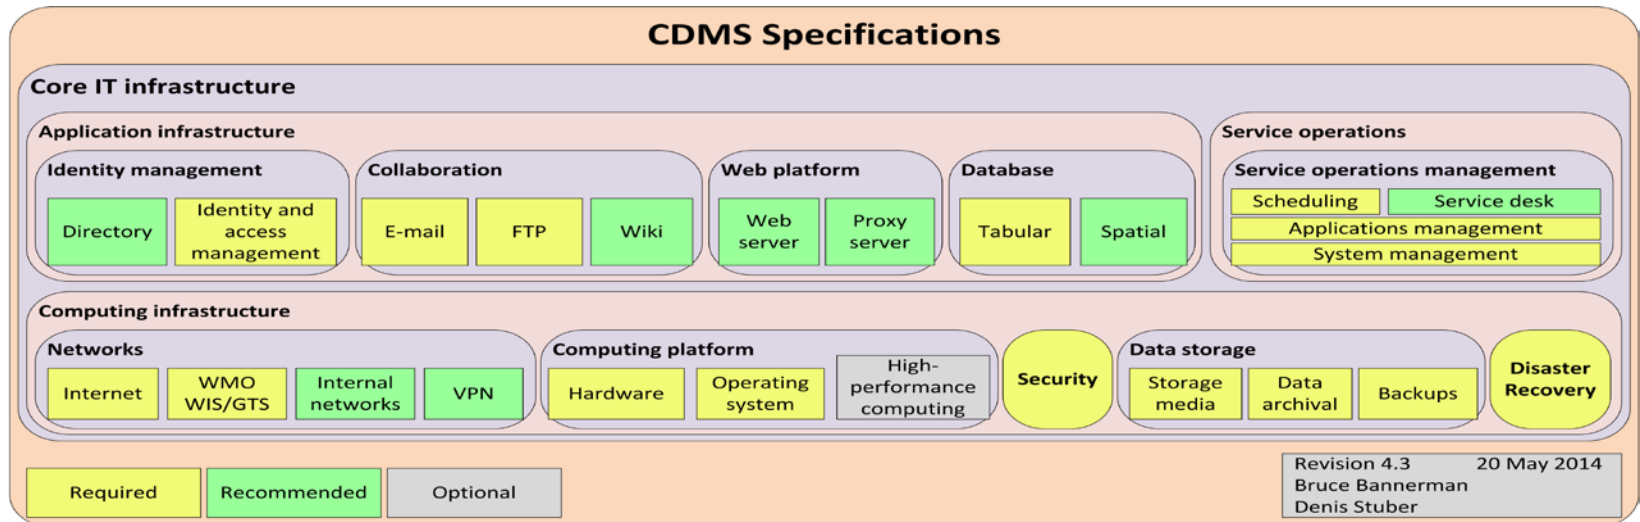 CDMS Specifications
Core IT infrastructure
Application infrastructure
Identity management
Directory
Identity and
access
management
Collaboration
E-mail
FTP
Wiki
Web platform
Web
server
Proxy
server
Database
Tabular
Spatial
Service operations
Service operations management
Scheduling
Service desk
Applications management
System management
Computing infrastructure
Networks
Internet
WMO
WIS/GTS
Internal
networks
VPN
Computing platform
Hardware
Operating
system
High-
performance
computing
Security
Data storage
Storage
media
Data
archival
Backups
Disaster
Recovery
Required
Recommended
Optional
Revision 4.3 20 May 2014
Bruce Bannerman
Denis Stuber